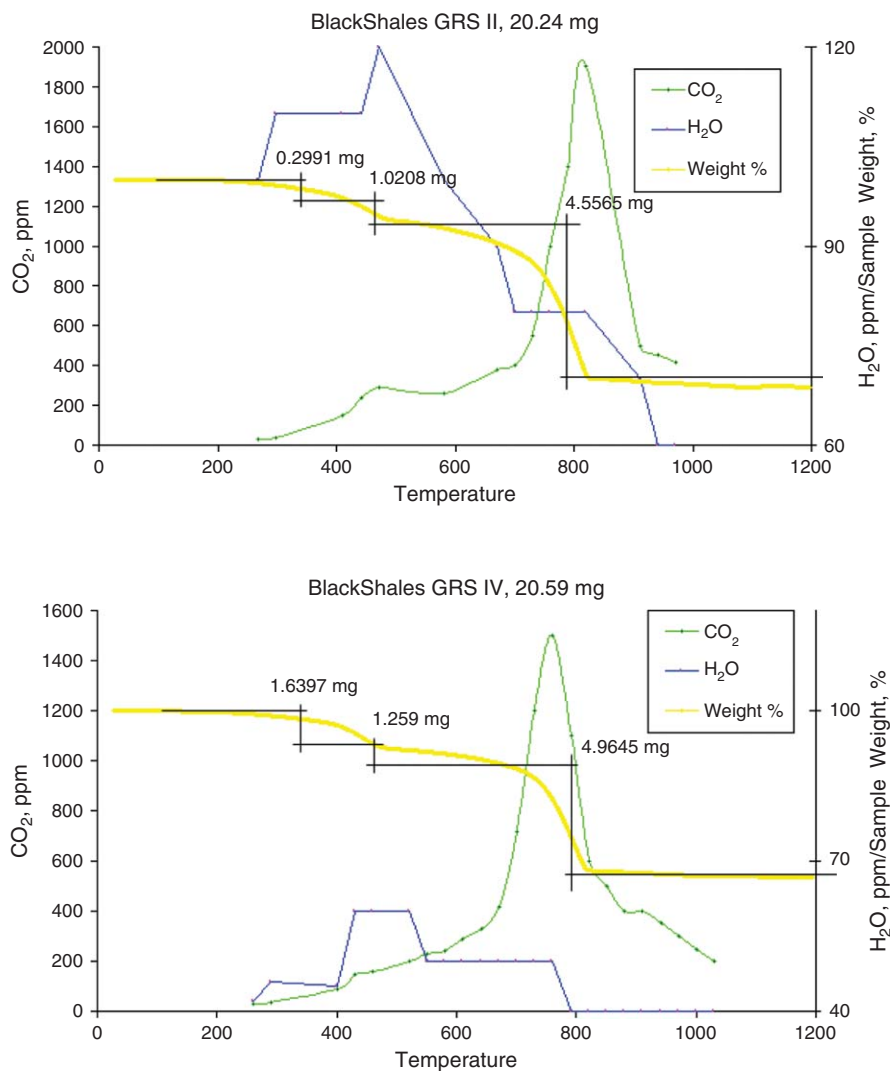 BlackShales GRS II, 20.24 mg
2000
1800
1600
1400
1200
1000
800
600
400
200
0
CO2, ppm
120
90
60
H2O, ppm/Sample Weight, %
CO2
H2O
Weight %
0.2991 mg
1.0208 mg
4.5565 mg
0 200 400 600 800 1000 1200
Temperature
BlackShales GRS IV, 20.59 mg
1600
1400
1200
1000
800
600
400
200
0
CO2, ppm
100
70
40
H2O, ppm/Sample Weight, %
CO2
H2O
Weight %
1.6397 mg
1.259 mg
4.9645 mg
0 200 400 600 800 1000 1200
Temperature